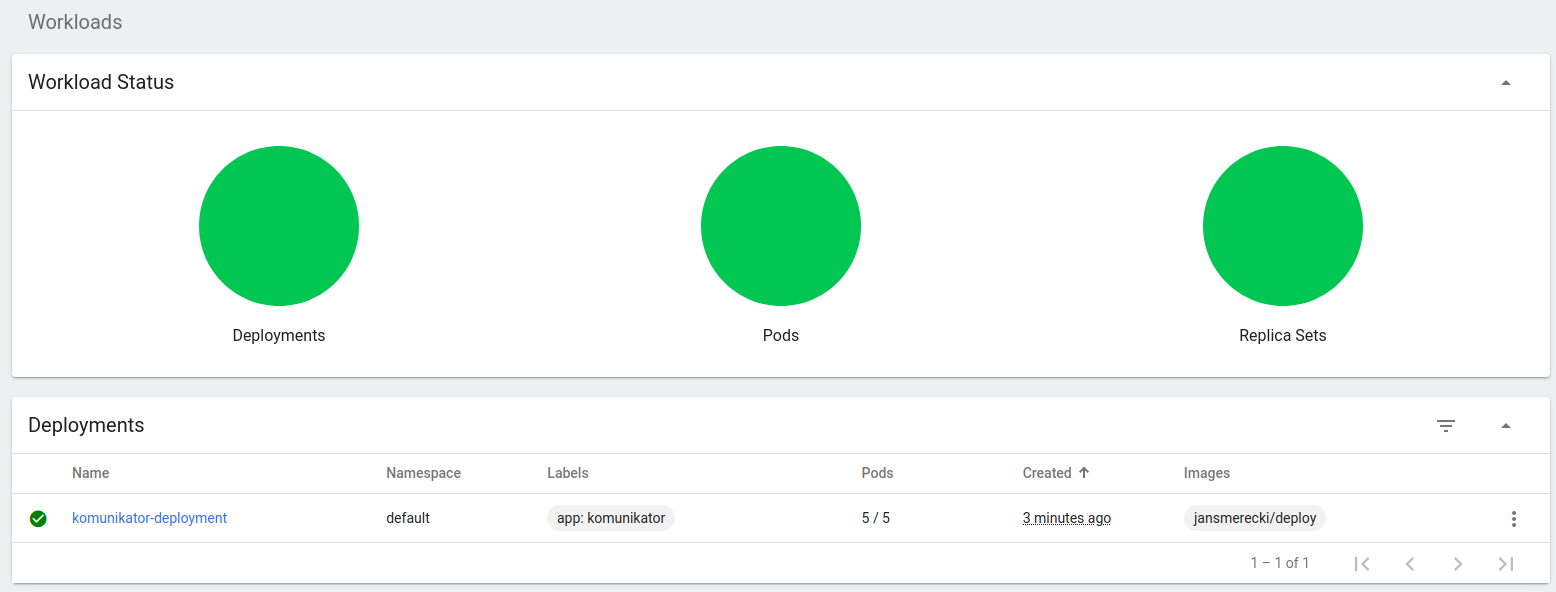 Workloads
Workload Status
Deployments Pods Replica Sets
Deployments
Name Namespace Labels Pods Created Images
komunikator-deployment default app: komunikator 5 / 5 3 minutes ago jansmerecki/deploy
1 – 1 of 1